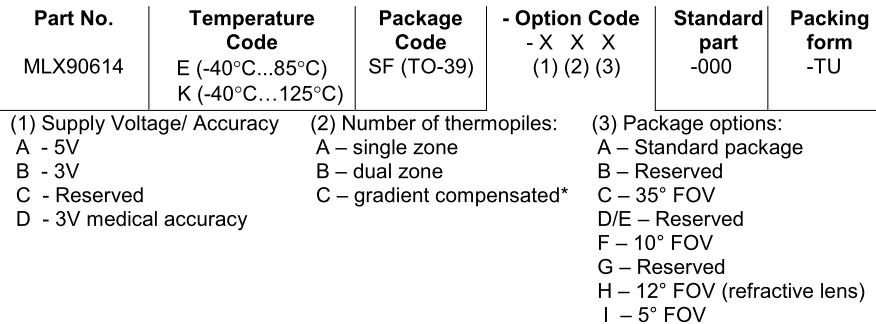 Part No. Temperature Code Package Code - Option Code - X X X Standard part Packing form
MLX90614 E (-40°C...85°C) SF (TO-39) (1) (2) (3) -000 -TU
K (-40°C…125°C)
(1) Supply Voltage/ Accuracy (2) Number of thermopiles: (3) Package options:
A - 5V A – single zone A – Standard package
B - 3V B – dual zone B – Reserved
C - Reserved C – gradient compensated* C – 35° FOV
D - 3V medical accuracy D/E – Reserved
F – 10° FOV
G – Reserved
H – 12° FOV (refractive lens)
I – 5° FOV